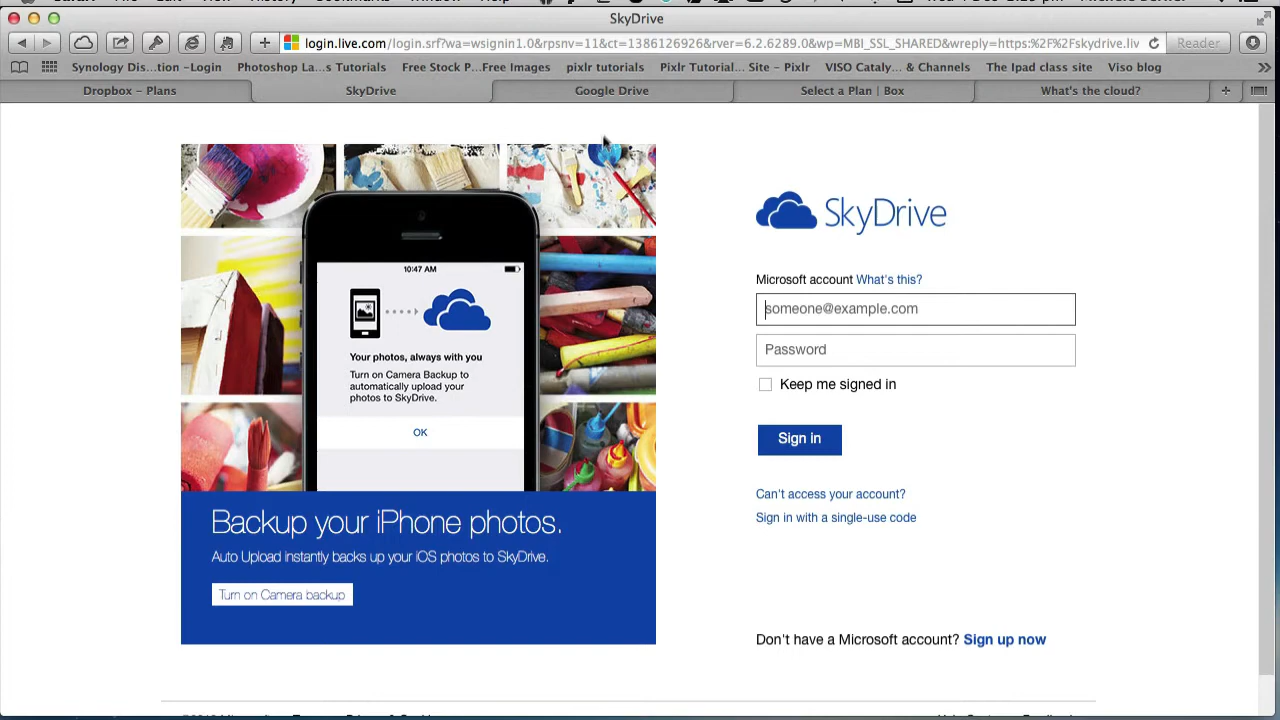 SkyDrive
login.live.com/login.srf?wa=wsignin1.0&rpsnv=11&ct=1386126926&rver=6.2.6289.0&wp=MBI_SSL_SHARED&wreply=https:%2F%2Fskydrive.liv
Reader
Synology Dis...tion -Login Photoshop La...s Tutorials Free Stock P...Free Images pixlr tutorials Pixlr Tutorial... Site - Pixlr VISO Cataly... & Channels The Ipad class site Viso blog
Dropbox - Plans SkyDrive Google Drive Select a Plan | Box What's the cloud?
10:47 AM
Your photos, always with you
Turn on Camera Backup to
automatically upload your
photos to SkyDrive.
OK
Backup your iPhone photos.
Auto Upload instantly backs up your iOS photos to SkyDrive.
Turn on Camera backup
SkyDrive
Microsoft account What's this?
someone@example.com
Password
Keep me signed in
Sign in
Can't access your account?
Sign in with a single-use code
Don't have a Microsoft account? Sign up now